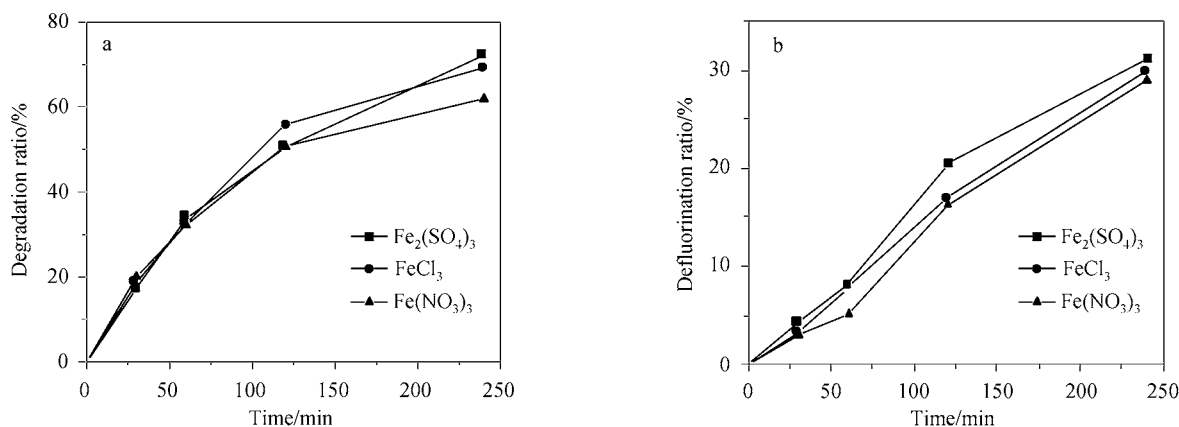 a
Degradation ratio/%
80
60
40
20
0
Fe₂(SO₄)₃
FeCl₃
Fe(NO₃)₃
0 50 100 150 200 250
Time/min
b
Defluorination ratio/%
30
20
10
0
Fe₂(SO₄)₃
FeCl₃
Fe(NO₃)₃
0 50 100 150 200 250
Time/min